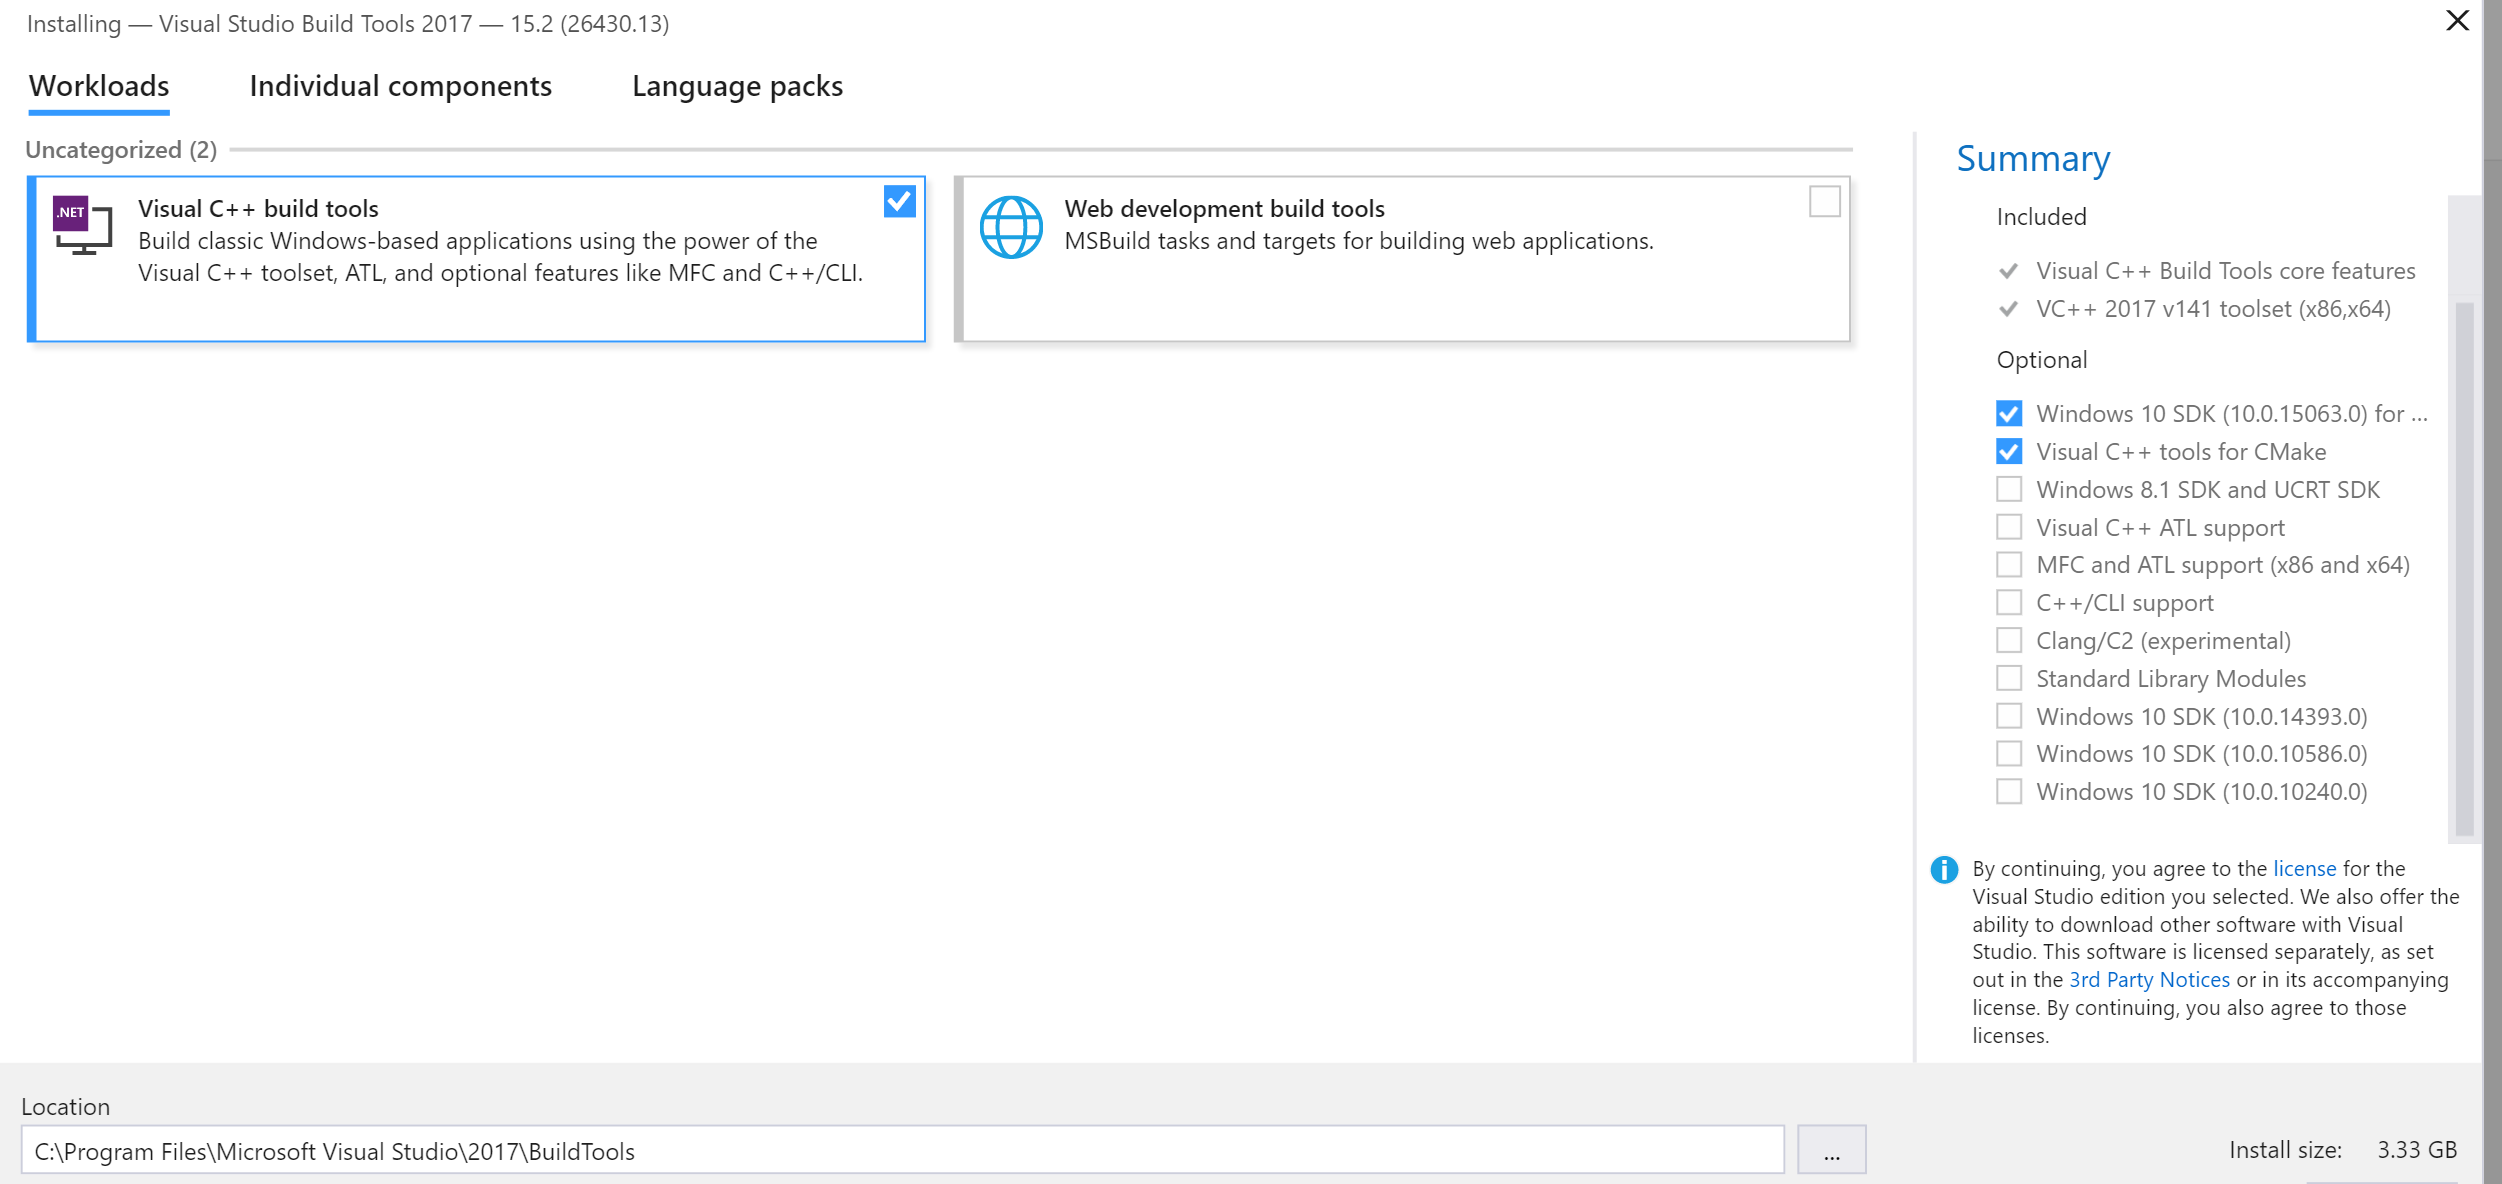 Installing — Visual Studio Build Tools 2017 — 15.2 (26430.13)
Workloads
Individual components
Language packs
Uncategorized (2)
.NET
Visual C++ build tools
Build classic Windows-based applications using the power of the
Visual C++ toolset, ATL, and optional features like MFC and C++/CLI.
Web development build tools
MSBuild tasks and targets for building web applications.
Summary
Included
Visual C++ Build Tools core features
VC++ 2017 v141 toolset (x86,x64)
Optional
Windows 10 SDK (10.0.15063.0) for ...
Visual C++ tools for CMake
Windows 8.1 SDK and UCRT SDK
Visual C++ ATL support
MFC and ATL support (x86 and x64)
C++/CLI support
Clang/C2 (experimental)
Standard Library Modules
Windows 10 SDK (10.0.14393.0)
Windows 10 SDK (10.0.10586.0)
Windows 10 SDK (10.0.10240.0)
By continuing, you agree to the license for the
Visual Studio edition you selected. We also offer the
ability to download other software with Visual
Studio. This software is licensed separately, as set
out in the 3rd Party Notices or in its accompanying
license. By continuing, you also agree to those
licenses.
Location
C:\Program Files\Microsoft Visual Studio\2017\BuildTools
...
Install size: 3.33 GB